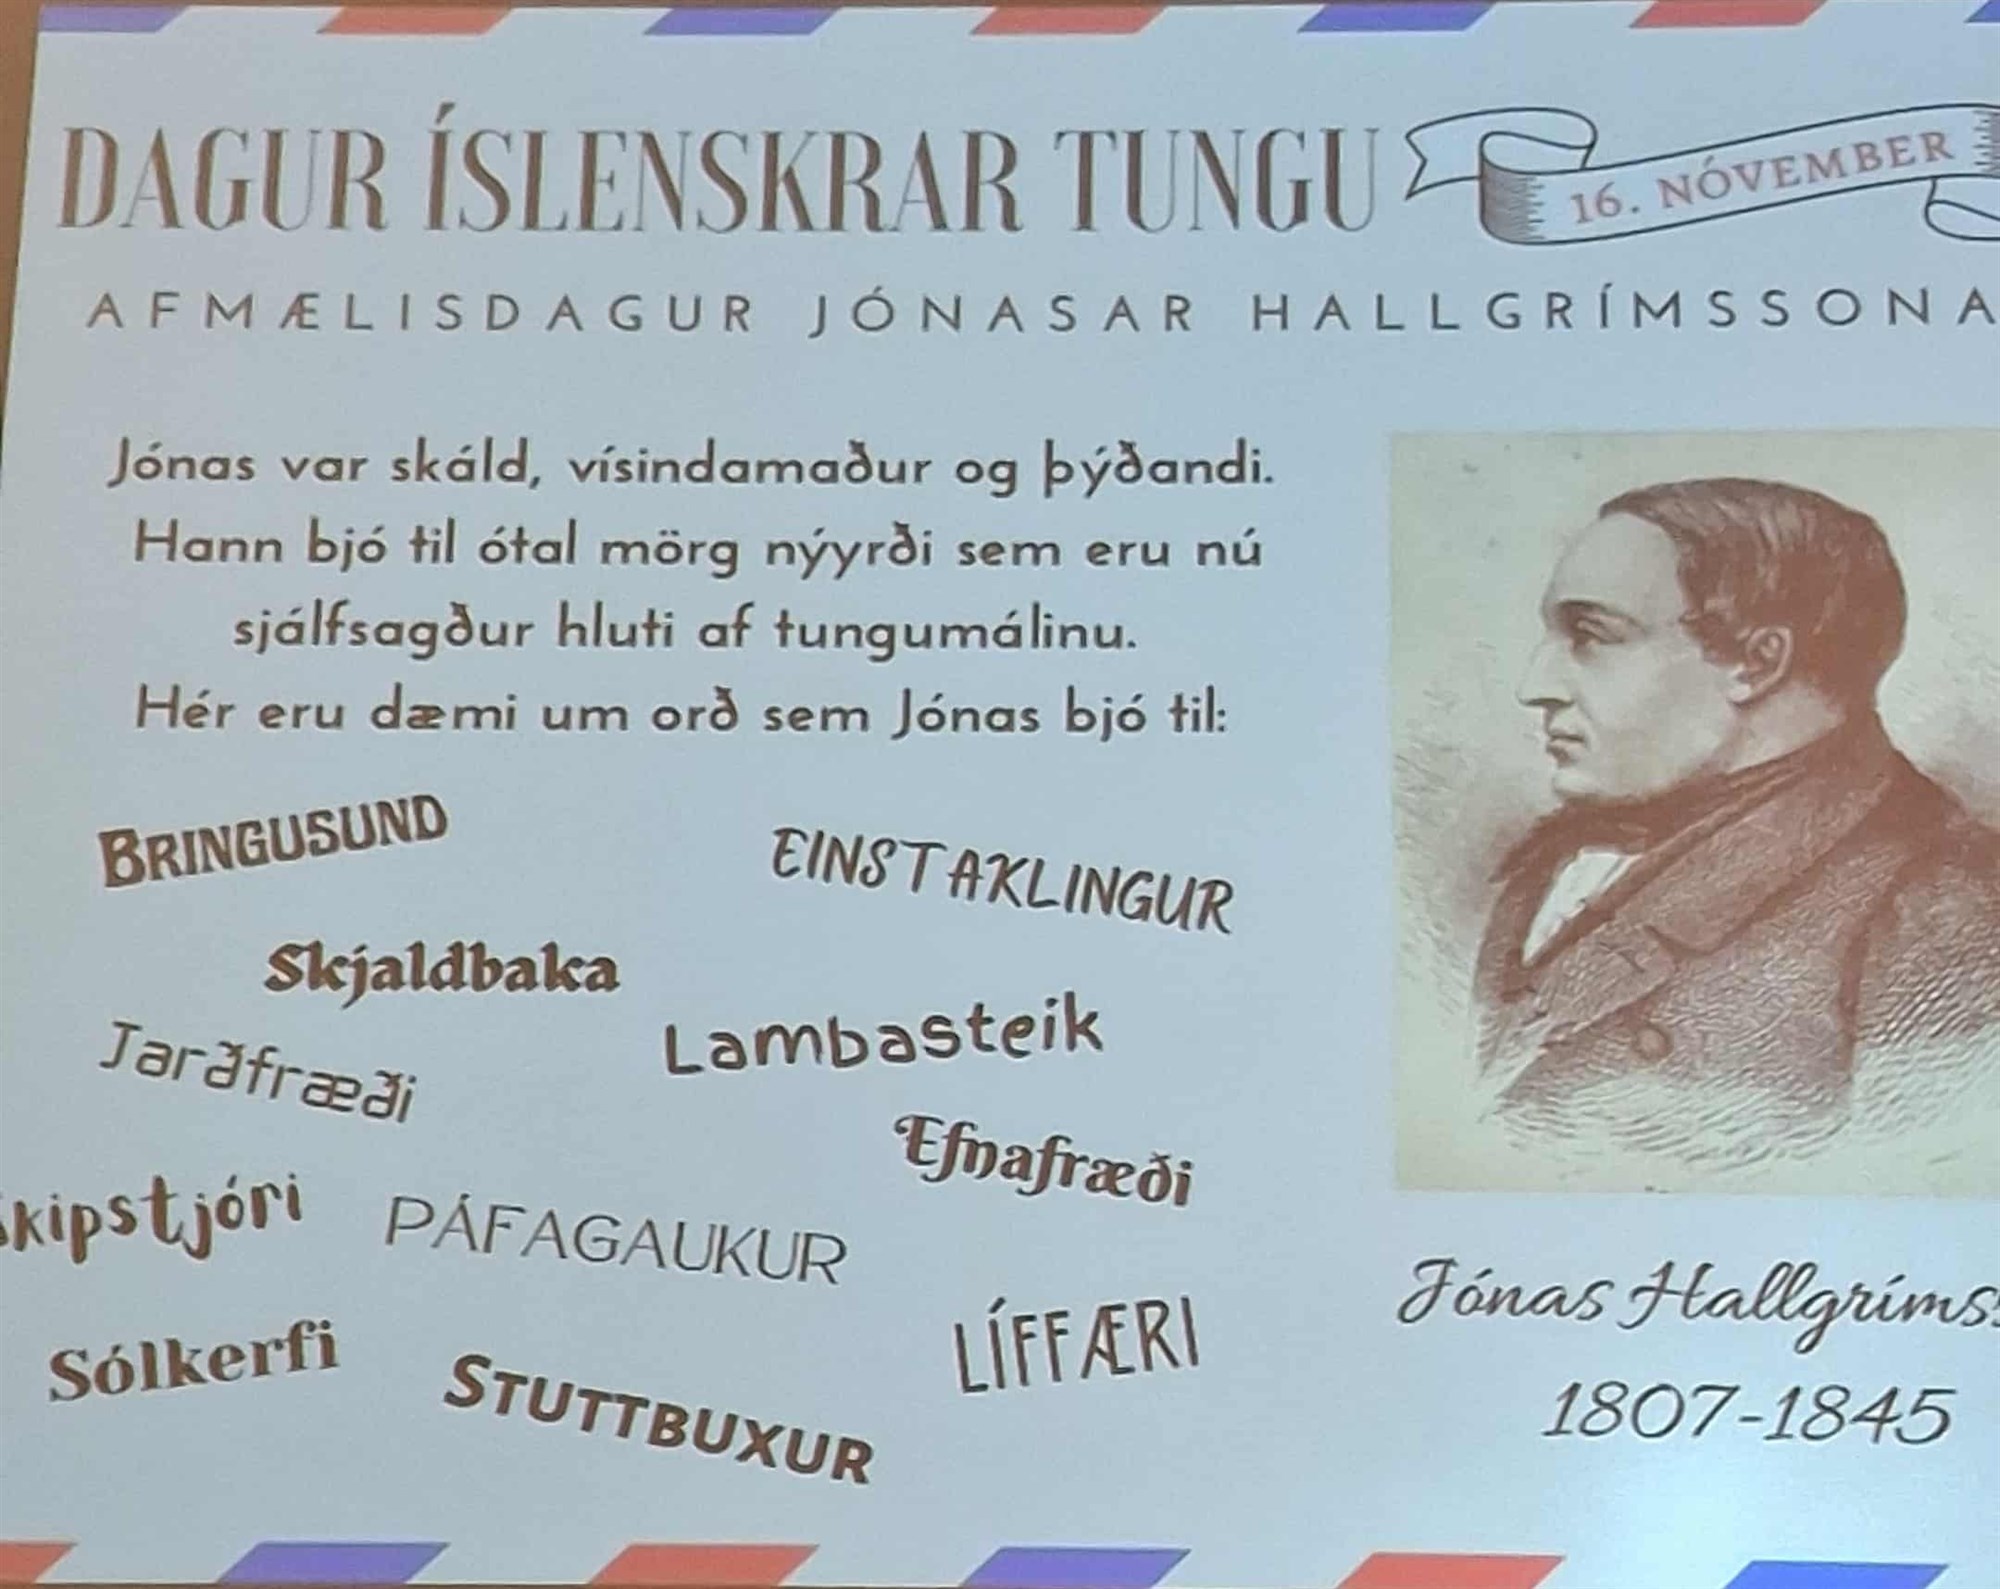 DAGUR ÍSLENSKRAR TUNGU
16. NÓVEMBER
AFMÆLISDAGUR JÓNASAR HALLGRÍMSSONA
Jónas var skáld, vísindamaður og þýðandi.
Hann bjó til ótal mörg nýyrði sem eru nú
sjálfsagður hluti af tungumálinu.
Hér eru dæmi um orð sem Jónas bjó til:
BRINGUSUND
EINSTAKLINGUR
Skjaldbaka
Lambasteik
Jarðfræði
Efnafræði
skipstjóri
PÁFAGAUKUR
LÍFFÆRI
Sólkerfi
STUTTBUXUR
Jónas Hallgríms
1807-1845